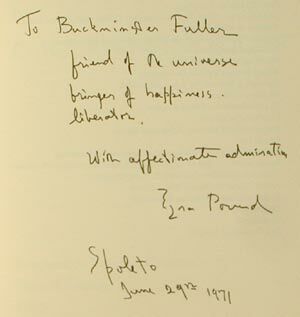 To Buckminster Fuller
friend of the universe
bringer of happiness.
liberator.
With affectionate admiration
Ezra Pound
Spoleto
June 29th 1971